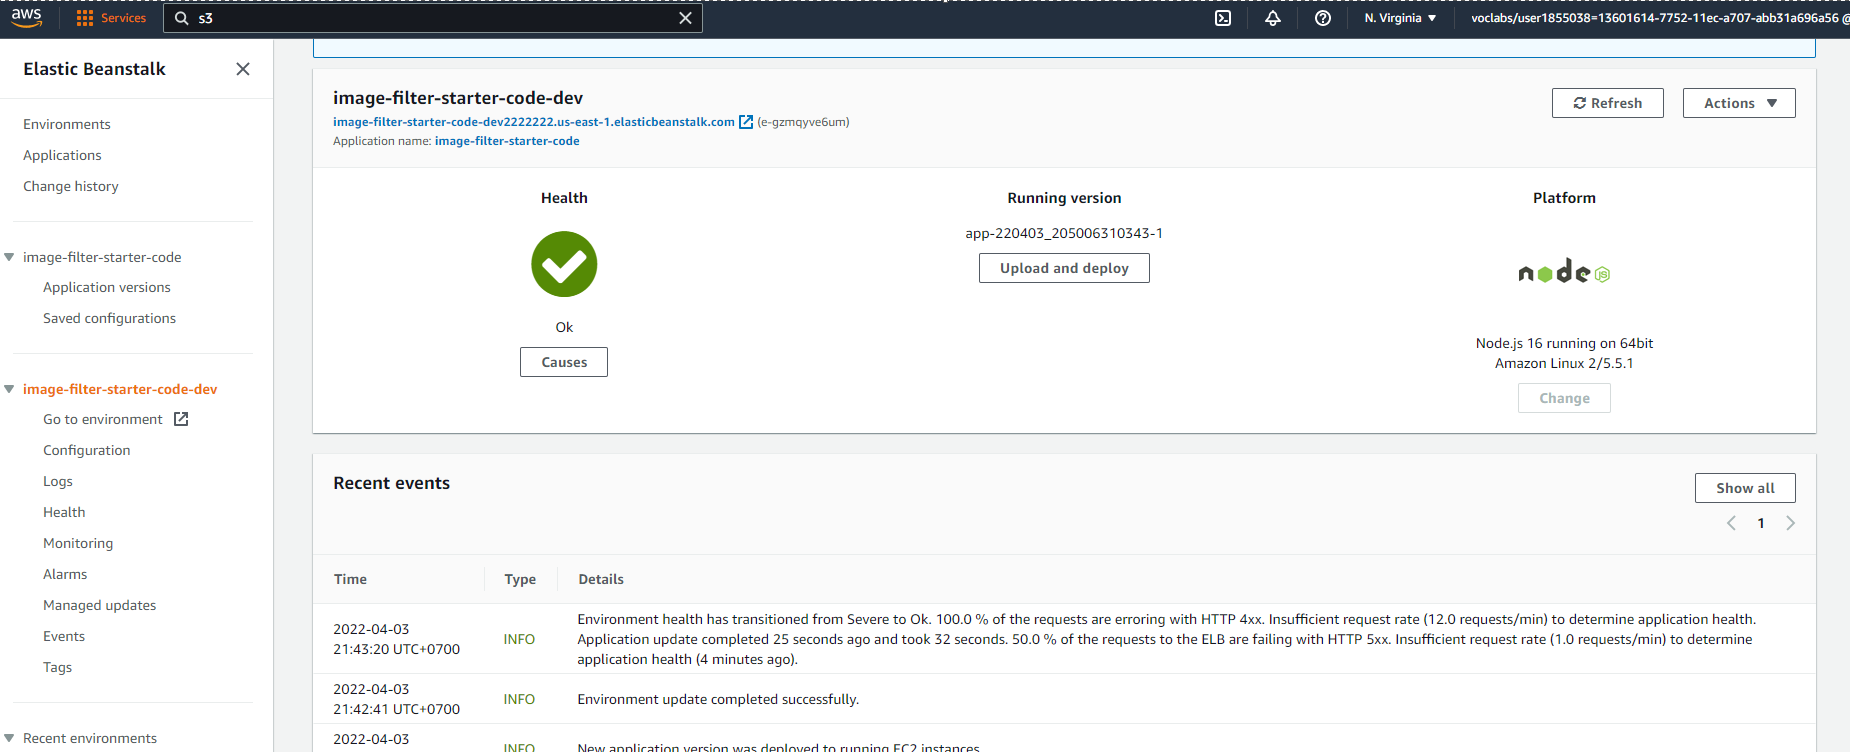 aws
Services
s3
N. Virginia
voclabs/user1855038=13601614-7752-11ec-a707-abb31a696a56 @
Elastic Beanstalk
Environments
Applications
Change history
image-filter-starter-code
Application versions
Saved configurations
image-filter-starter-code-dev
Go to environment
Configuration
Logs
Health
Monitoring
Alarms
Managed updates
Events
Tags
Recent environments
image-filter-starter-code-dev
image-filter-starter-code-dev2222222.us-east-1.elasticbeanstalk.com (e-gzmqyve6um)
Application name: image-filter-starter-code
Refresh
Actions
Health
Ok
Causes
Running version
app-220403_205006310343-1
Upload and deploy
Platform
node JS
Node.js 16 running on 64bit
Amazon Linux 2/5.5.1
Change
Recent events
Show all
1
Time Type Details
2022-04-03
21:43:20 UTC+0700
INFO
Environment health has transitioned from Severe to Ok. 100.0 % of the requests are erroring with HTTP 4xx. Insufficient request rate (12.0 requests/min) to determine application health.
Application update completed 25 seconds ago and took 32 seconds. 50.0 % of the requests to the ELB are failing with HTTP 5xx. Insufficient request rate (1.0 requests/min) to determine
application health (4 minutes ago).
2022-04-03
21:42:41 UTC+0700
INFO
Environment update completed successfully.
2022-04-03
INFO
New application version was deployed to running EC2 instances.